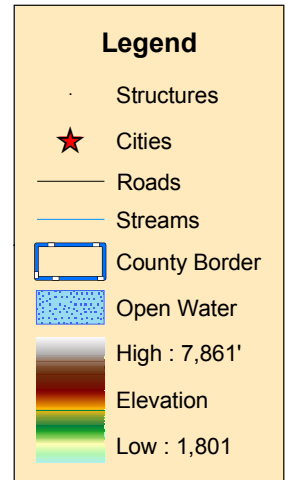 Legend
Structures
Cities
Roads
Streams
County Border
Open Water
High : 7,861'
Elevation
Low : 1,801